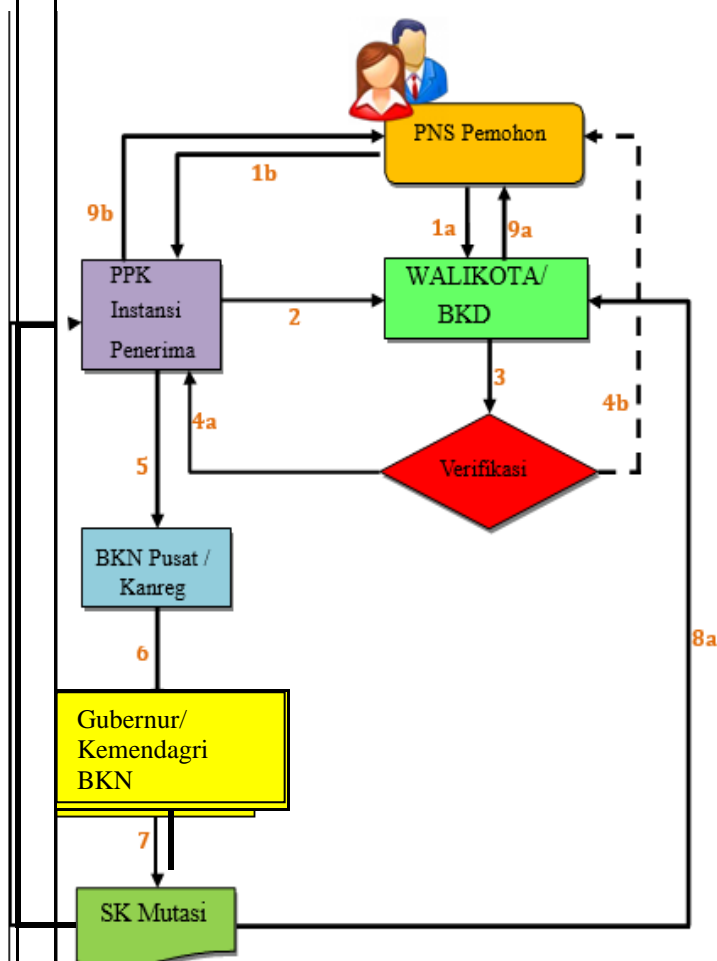 PNS Pemohon
1b
9b
1a
9a
PPK
Instansi
Penerima
WALIKOTA/
BKD
2
3
4a
4b
5
Verifikasi
BKN Pusat /
Kanreg
6
8a
Gubernur/
Kemendagri
BKN
7
SK Mutasi